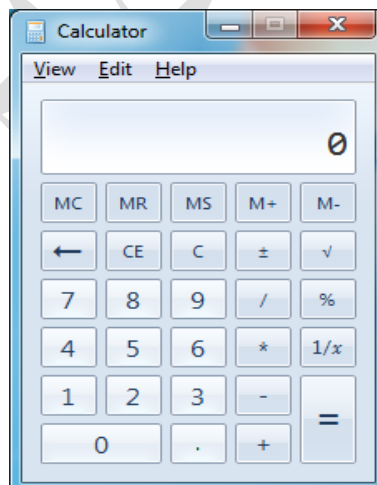 Calculator
View Edit Help
0
MC MR MS M+ M-
← CE C ± √
7 8 9 / %
4 5 6 * 1/x
1 2 3 - =
0 . +